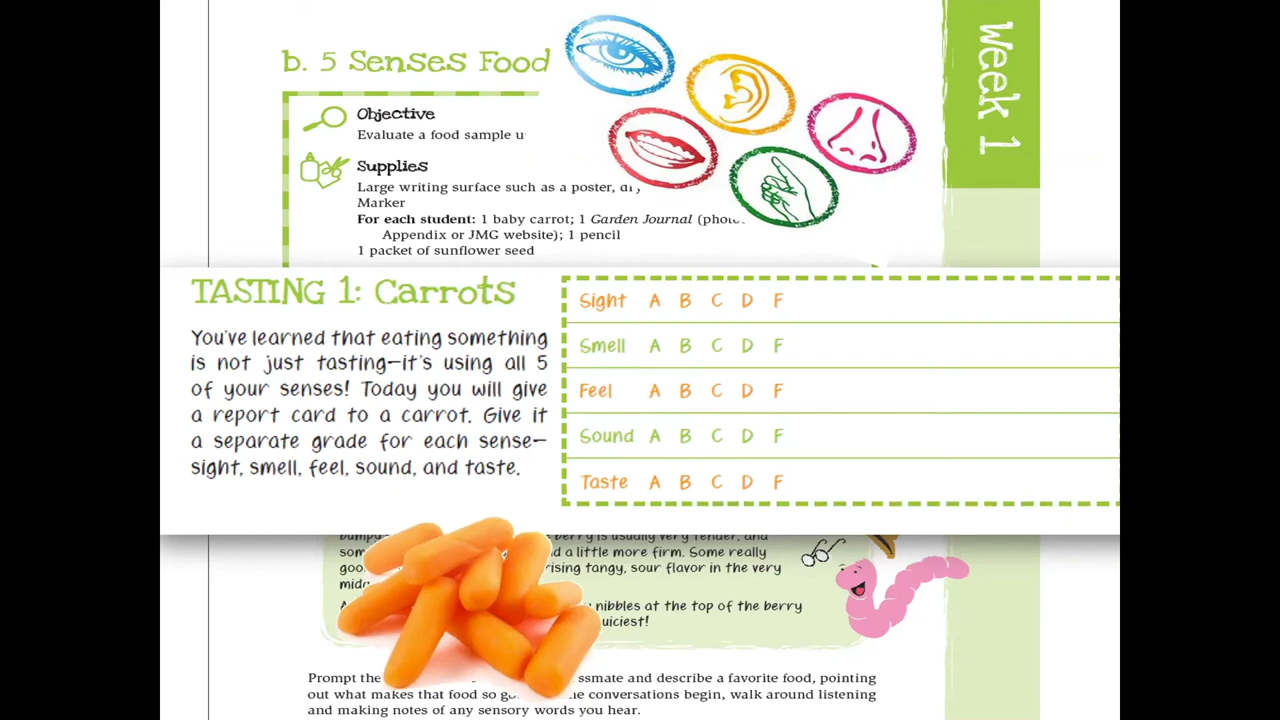 b. 5 Senses Food
Week 1
Objective
Evaluate a food sample
Supplies
Large writing surface such as a poster,
Marker
For each student: 1 baby carrot; 1 Garden Journal
Appendix or JMG website); 1 pencil
1 packet of sunflower seed
TASTING 1: Carrots
You've learned that eating something
is not just tasting—it's using all 5
of your senses! Today you will give
a report card to a carrot. Give it
a separate grade for each sense—
sight, smell, feel, sound, and taste.
Sight A B C D F
Smell A B C D F
Feel A B C D F
Sound A B C D F
Taste A B C D F
berry is usually very tender, and
a little more firm. Some really
tangy, sour flavor in the very
nibbles at the top of the berry
Prompt the describe a favorite food, pointing
out what makes that food so conversations begin, walk around listening
and making notes of any sensory words you hear.